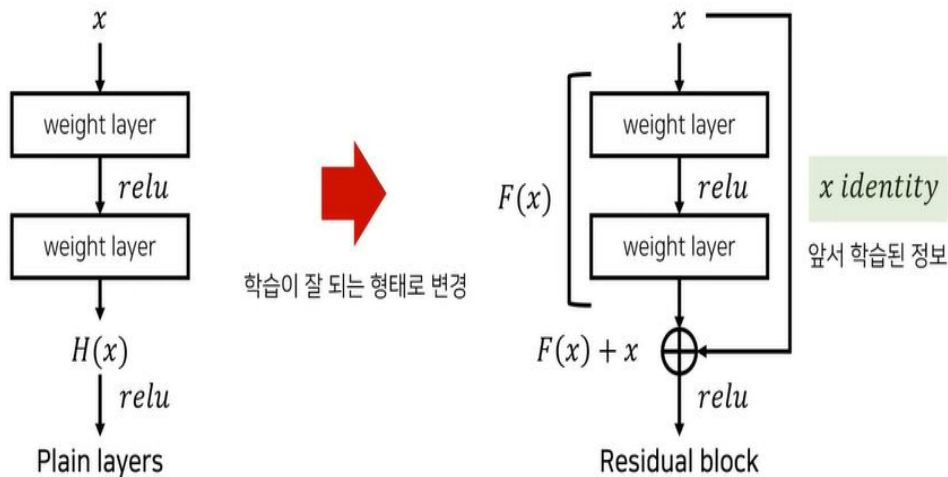 x
weight layer
relu
weight layer
H(x)
relu
Plain layers
학습이 잘 되는 형태로 변경
x
weight layer
relu
weight layer
F(x)
F(x) + x
relu
Residual block
x identity
앞서 학습된 정보